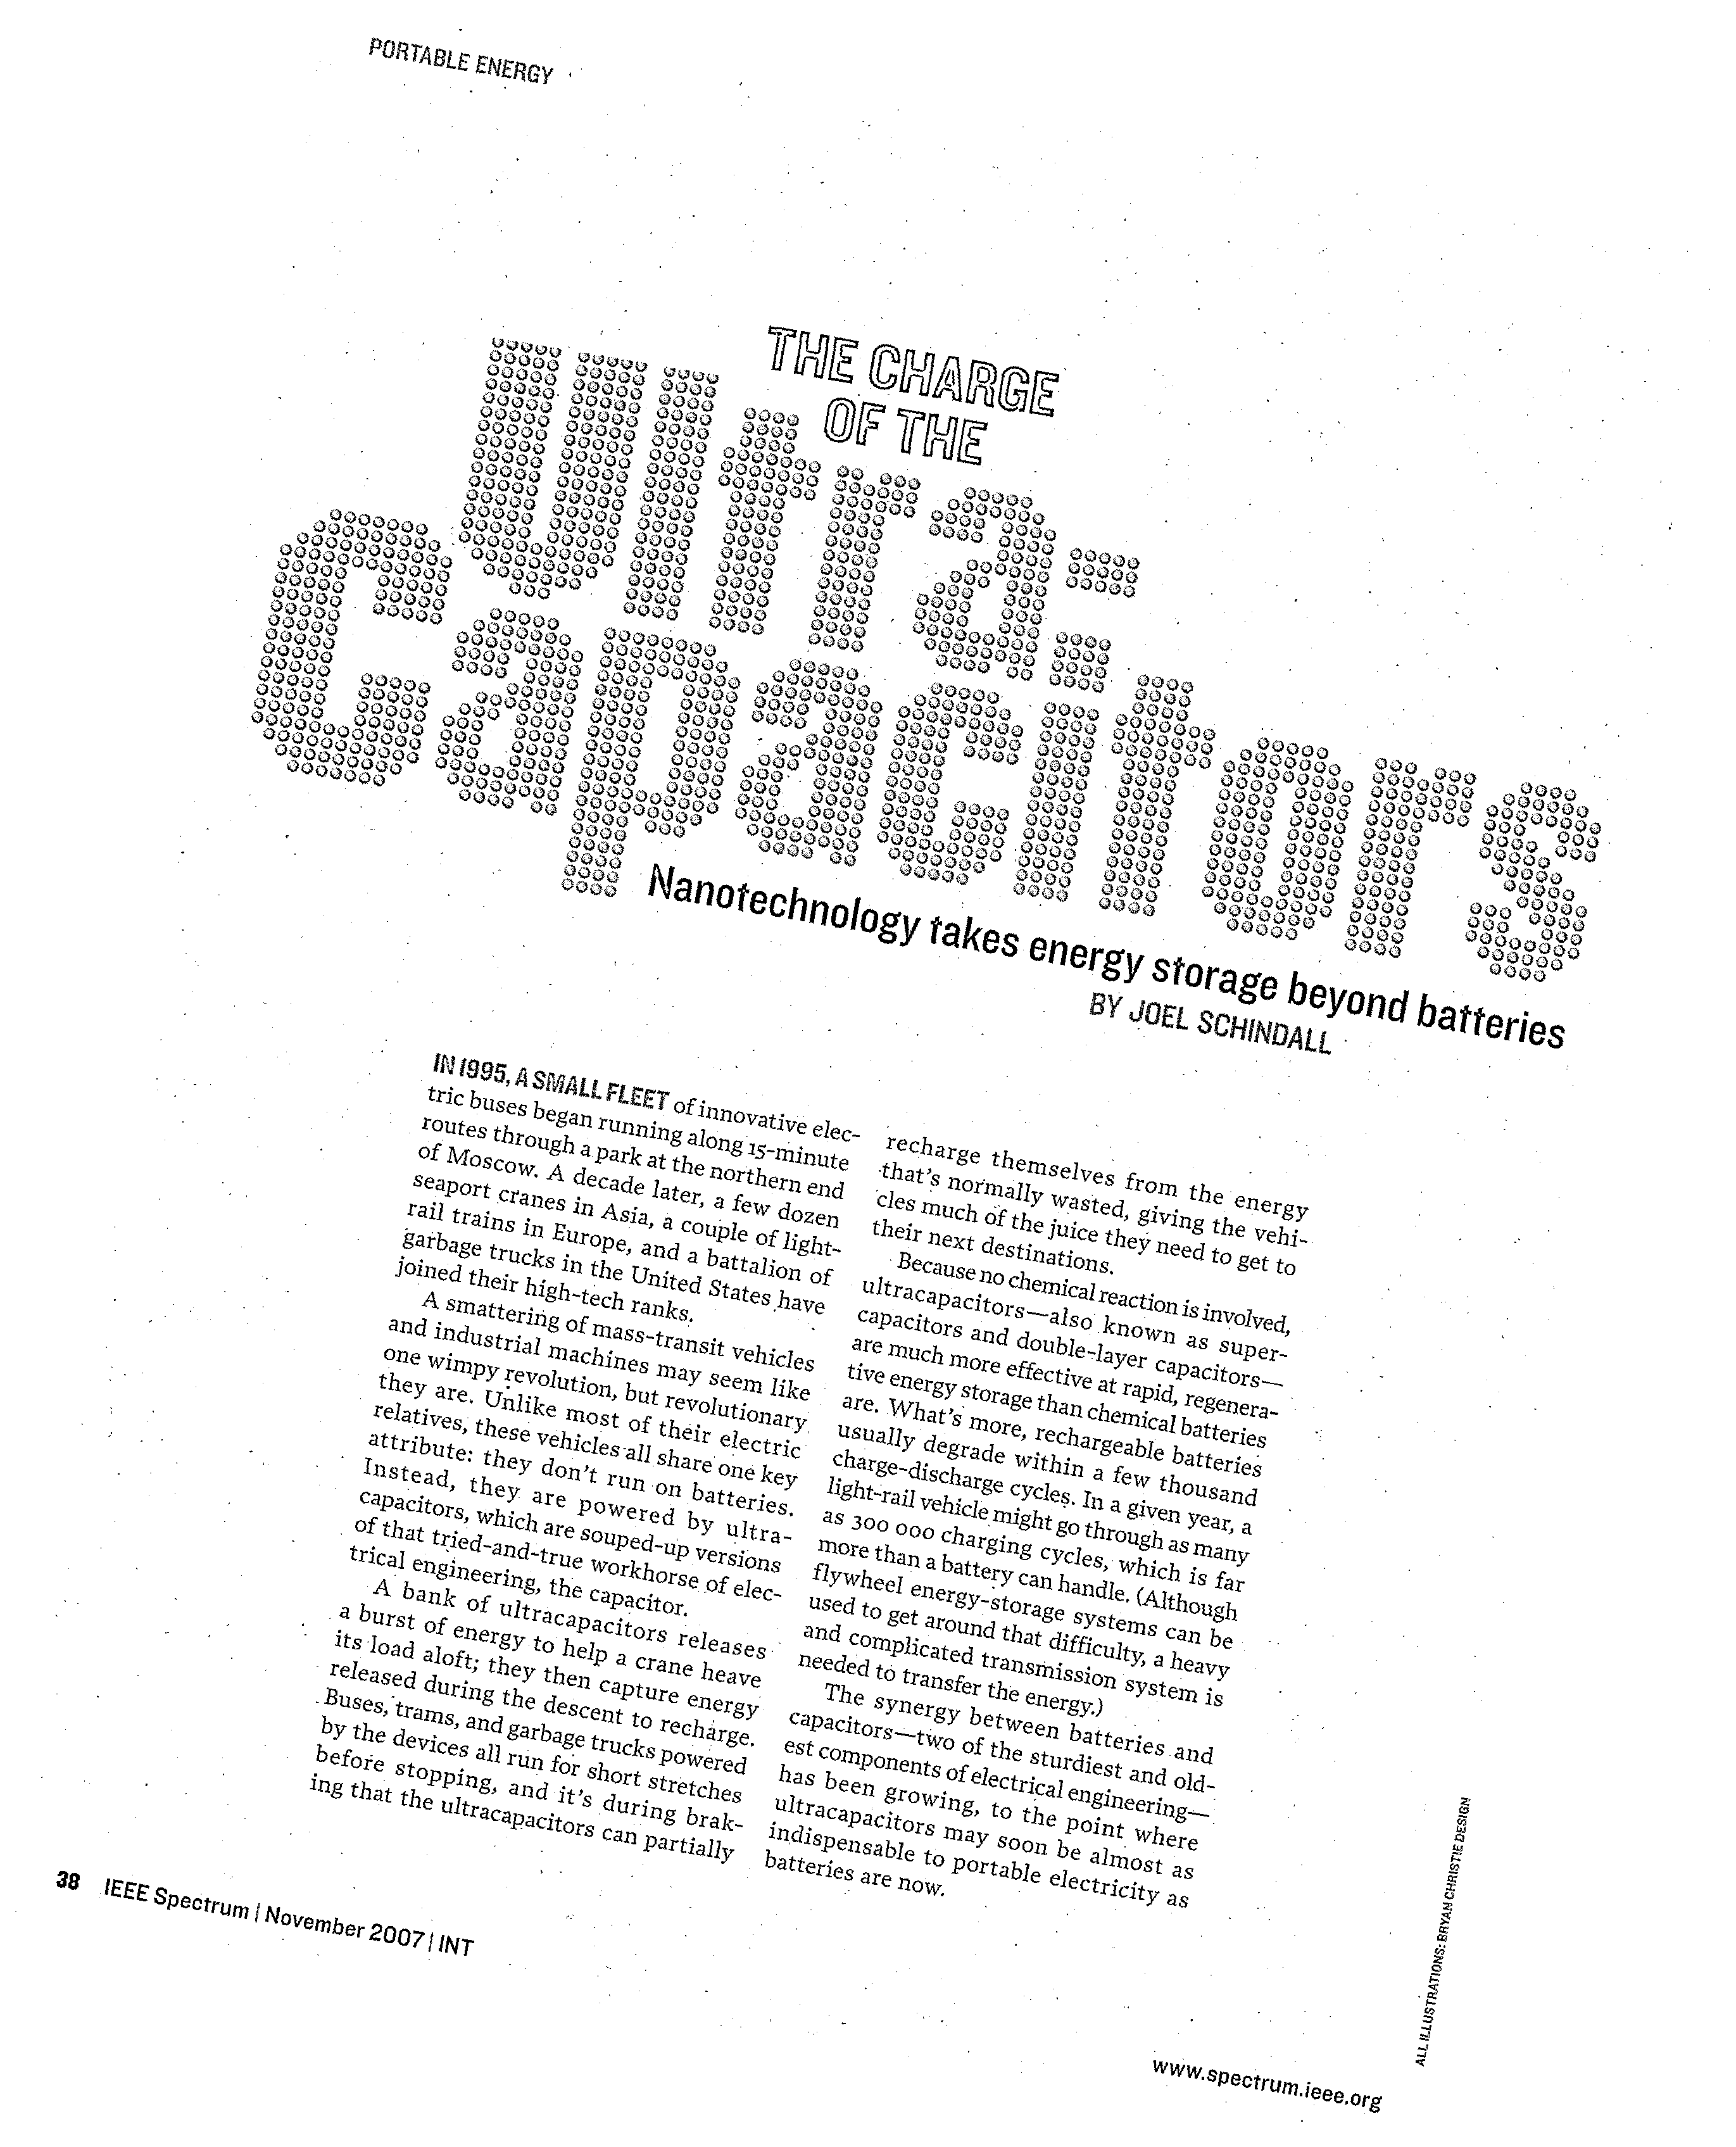 PORTABLE ENERGY
THE CHARGE
OF THE
Ultra-
capacitors
Nanotechnology takes energy storage beyond batteries
BY JOEL SCHINDALL
IN 1995, A SMALL FLEET of innovative elec-
tric buses began running along 15-minute
routes through a park at the northern end
of Moscow. A decade later, a few dozen
seaport cranes in Asia, a couple of light-
rail trains in Europe, and a battalion of
garbage trucks in the United States have
joined their high-tech ranks.
A smattering of mass-transit vehicles
and industrial machines may seem like
one wimpy revolution, but revolutionary
they are. Unlike most of their electric
relatives, these vehicles all share one key
attribute: they don't run on batteries.
Instead, they are powered by ultra-
capacitors, which are souped-up versions
of that tried-and-true workhorse of elec-
trical engineering, the capacitor.
A bank of ultracapacitors releases
a burst of energy to help a crane heave
its load aloft; they then capture energy
released during the descent to recharge.
Buses, trams, and garbage trucks powered
by the devices all run for short stretches
before stopping, and it's during brak-
ing that the ultracapacitors can partially
recharge themselves from the energy
that's normally wasted, giving the vehi-
cles much of the juice they need to get to
their next destinations.
Because no chemical reaction is involved,
ultracapacitors—also known as super-
capacitors and double-layer capacitors—
are much more effective at rapid, regenera-
tive energy storage than chemical batteries
are. What's more, rechargeable batteries
usually degrade within a few thousand
charge-discharge cycles. In a given year, a
light-rail vehicle might go through as many
as 300 000 charging cycles, which is far
more than a battery can handle. (Although
flywheel energy-storage systems can be
used to get around that difficulty, a heavy
and complicated transmission system is
needed to transfer the energy.)
The synergy between batteries and
capacitors—two of the sturdiest and old-
est components of electrical engineering—
has been growing, to the point where
ultracapacitors may soon be almost as
indispensable to portable electricity as
batteries are now.
ALL ILLUSTRATIONS: BRYAN CHRISTIE DESIGN
38 IEEE Spectrum | November 2007 | INT
www.spectrum.ieee.org